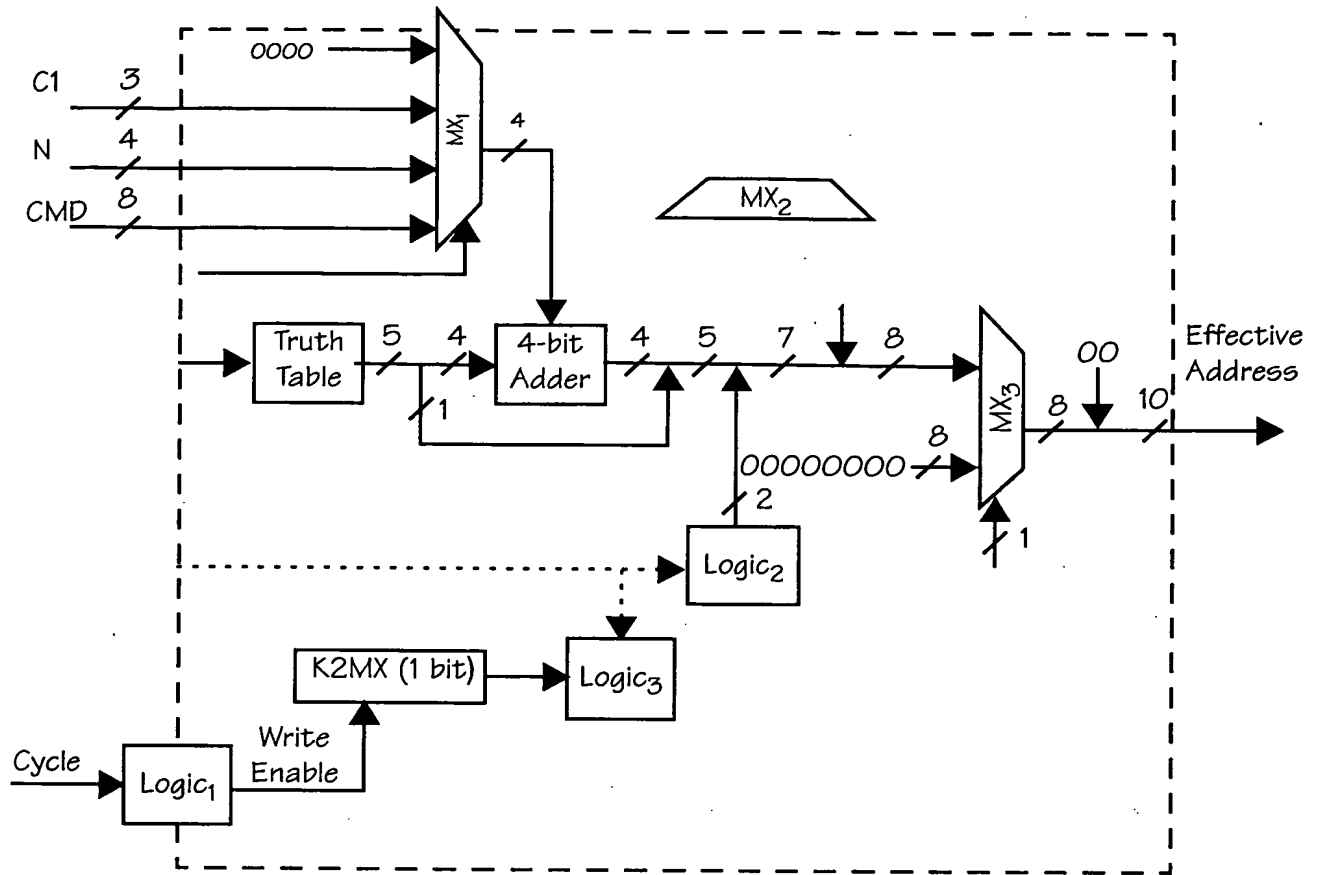 0000
C1
3
N
4
CMD
8
MX1
4
MX2
Truth
Table
5
4
1
4-bit
Adder
4
5
7
1
8
MX3
00
8
10
Effective
Address
00000000
8
1
2
Logic2
K2MX (1 bit)
Logic3
Cycle
Logic1
Write
Enable